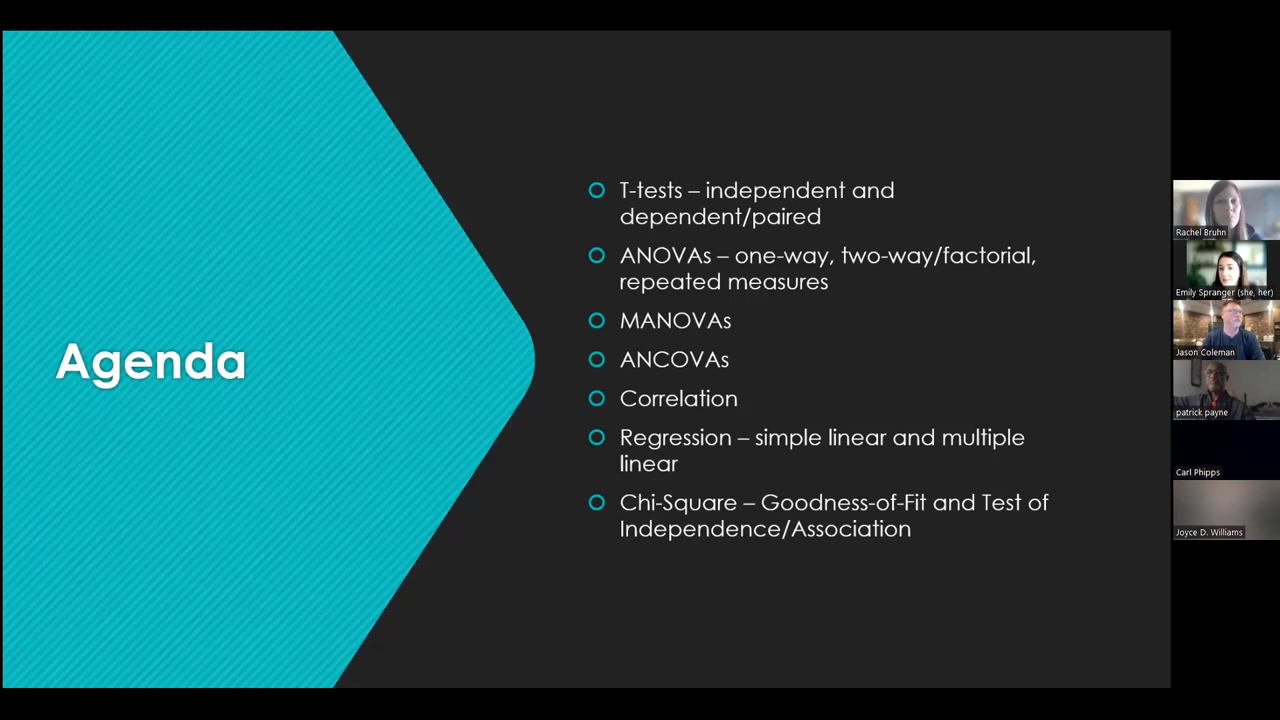 Agenda
T-tests – independent and
dependent/paired
ANOVAs – one-way, two-way/factorial,
repeated measures
MANOVAs
ANCOVAs
Correlation
Regression – simple linear and multiple
linear
Chi-Square – Goodness-of-Fit and Test of
Independence/Association
Rachel Bruhn
Emily Spranger (she, her)
Jason Coleman
patrick payne
Carl Phipps
Joyce D. Williams